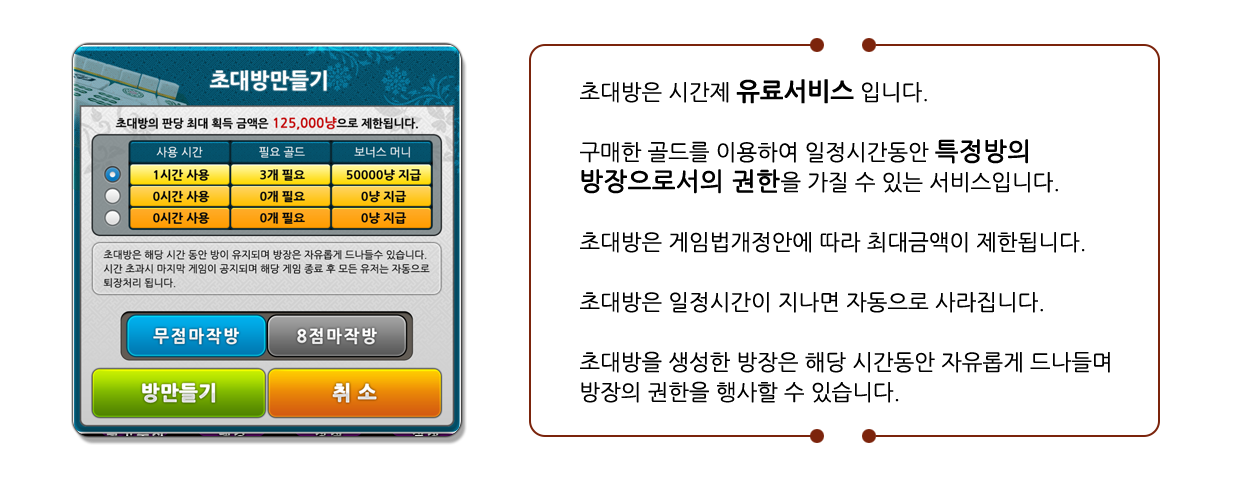 초대방만들기
초대방의 판당 최대 획득 금액은 125,000냥으로 제한됩니다.
사용 시간 필요 골드 보너스 머니
1시간 사용 3개 필요 50000냥 지급
0시간 사용 0개 필요 0냥 지급
0시간 사용 0개 필요 0냥 지급
초대방은 해당 시간 동안 방이 유지되며 방장은 자유롭게 드나들수 있습니다.
시간 초과시 마지막 게임이 공지되며 해당 게임 종료 후 모든 유저는 자동으로
퇴장처리 됩니다.
무점마작방 8점마작방
방만들기 취 소
초대방은 시간제 유료서비스 입니다.
구매한 골드를 이용하여 일정시간동안 특정방의
방장으로서의 권한을 가질 수 있는 서비스입니다.
초대방은 게임법개정안에 따라 최대금액이 제한됩니다.
초대방은 일정시간이 지나면 자동으로 사라집니다.
초대방을 생성한 방장은 해당 시간동안 자유롭게 드나들며
방장의 권한을 행사할 수 있습니다.